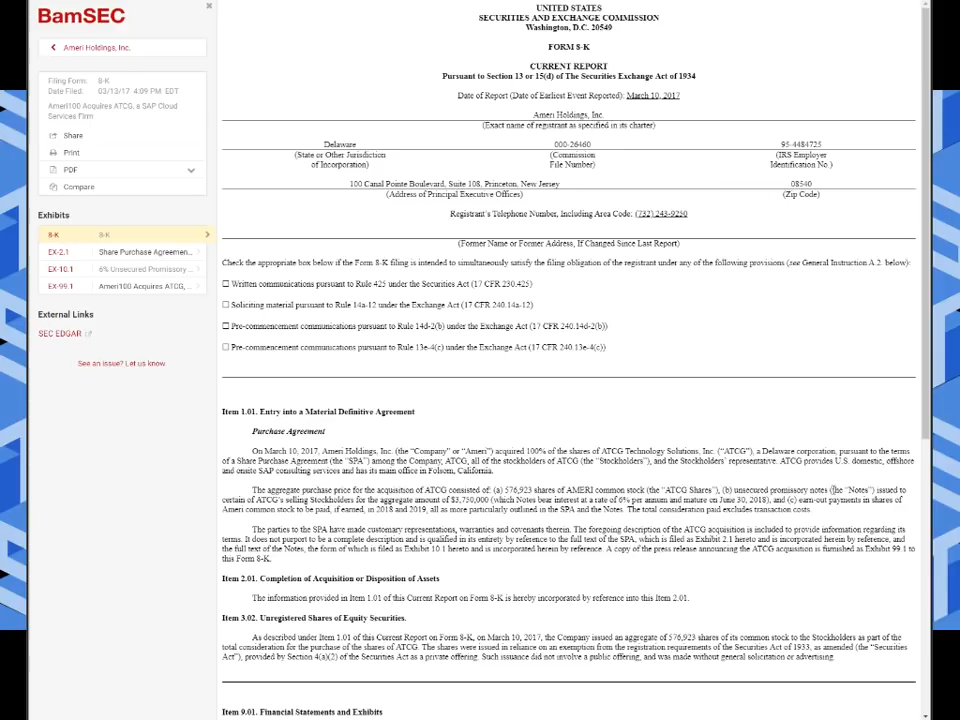 BamSEC
Ameri Holdings, Inc.
Filing Form: 8-K
Date Filed: 03/13/17 4:09 PM EDT
Ameri100 Acquires ATCG, a SAP Cloud
Services Firm
Share
Print
PDF
Compare
Exhibits
8-K 8-K
EX-2.1 Share Purchase Agreemen...
EX-10.1 6% Unsecured Promissory ...
EX-99.1 Ameri100 Acquires ATCG, ...
External Links
SEC EDGAR
See an issue? Let us know
UNITED STATES
SECURITIES AND EXCHANGE COMMISSION
Washington, D.C. 20549
FORM 8-K
CURRENT REPORT
Pursuant to Section 13 or 15(d) of The Securities Exchange Act of 1934
Date of Report (Date of Earliest Event Reported): March 10, 2017
Ameri Holdings, Inc.
(Exact name of registrant as specified in its charter)
Delaware 000-26460 95-4484725
(State or Other Jurisdiction (Commission (IRS Employer
of Incorporation) File Number) Identification No.)
100 Canal Pointe Boulevard, Suite 108, Princeton, New Jersey 08540
(Address of Principal Executive Offices) (Zip Code)
Registrant's Telephone Number, Including Area Code: (732) 243-9250
(Former Name or Former Address, If Changed Since Last Report)
Check the appropriate box below if the Form 8-K filing is intended to simultaneously satisfy the filing obligation of the registrant under any of the following provisions (see General Instruction A.2. below):
☐ Written communications pursuant to Rule 425 under the Securities Act (17 CFR 230.425)
☐ Soliciting material pursuant to Rule 14a-12 under the Exchange Act (17 CFR 240.14a-12)
☐ Pre-commencement communications pursuant to Rule 14d-2(b) under the Exchange Act (17 CFR 240.14d-2(b))
☐ Pre-commencement communications pursuant to Rule 13e-4(c) under the Exchange Act (17 CFR 240.13e-4(c))
Item 1.01. Entry into a Material Definitive Agreement
Purchase Agreement
On March 10, 2017, Ameri Holdings, Inc. (the “Company” or “Ameri”) acquired 100% of the shares of ATCG Technology Solutions, Inc. (“ATCG”), a Delaware corporation, pursuant to the terms
of a Share Purchase Agreement (the “SPA”) among the Company, ATCG, all of the stockholders of ATCG (the “Stockholders”), and the Stockholders’ representative. ATCG provides U.S. domestic, offshore
and onsite SAP consulting services and has its main office in Folsom, California.
The aggregate purchase price for the acquisition of ATCG consisted of: (a) 576,923 shares of AMERI common stock (the “ATCG Shares”), (b) unsecured promissory notes (the “Notes”) issued to
certain of ATCG’s selling Stockholders for the aggregate amount of $3,750,000 (which Notes bear interest at a rate of 6% per annum and mature on June 30, 2018), and (c) earn-out payments in shares of
Ameri common stock to be paid, if earned, in 2018 and 2019, all as more particularly outlined in the SPA and the Notes. The total consideration paid excludes transaction costs.
The parties to the SPA have made customary representations, warranties and covenants therein. The foregoing description of the ATCG acquisition is included to provide information regarding its
terms. It does not purport to be a complete description and is qualified in its entirety by reference to the full text of the SPA, which is filed as Exhibit 2.1 hereto and is incorporated herein by reference, and
the full text of the Notes, the form of which is filed as Exhibit 10.1 hereto and is incorporated herein by reference. A copy of the press release announcing the ATCG acquisition is furnished as Exhibit 99.1 to
this Form 8-K.
Item 2.01. Completion of Acquisition or Disposition of Assets
The information provided in Item 1.01 of this Current Report on Form 8-K is hereby incorporated by reference into this Item 2.01.
Item 3.02. Unregistered Shares of Equity Securities.
As described under Item 1.01 of this Current Report on Form 8-K, on March 10, 2017, the Company issued an aggregate of 576,923 shares of its common stock to the Stockholders as part of the
total consideration for the purchase of the shares of ATCG. The shares were issued in reliance on an exemption from the registration requirements of the Securities Act of 1933, as amended (the “Securities
Act”), provided by Section 4(a)(2) of the Securities Act as a private offering. Such issuance did not involve a public offering, and was made without general solicitation or advertising.
Item 9.01. Financial Statements and Exhibits